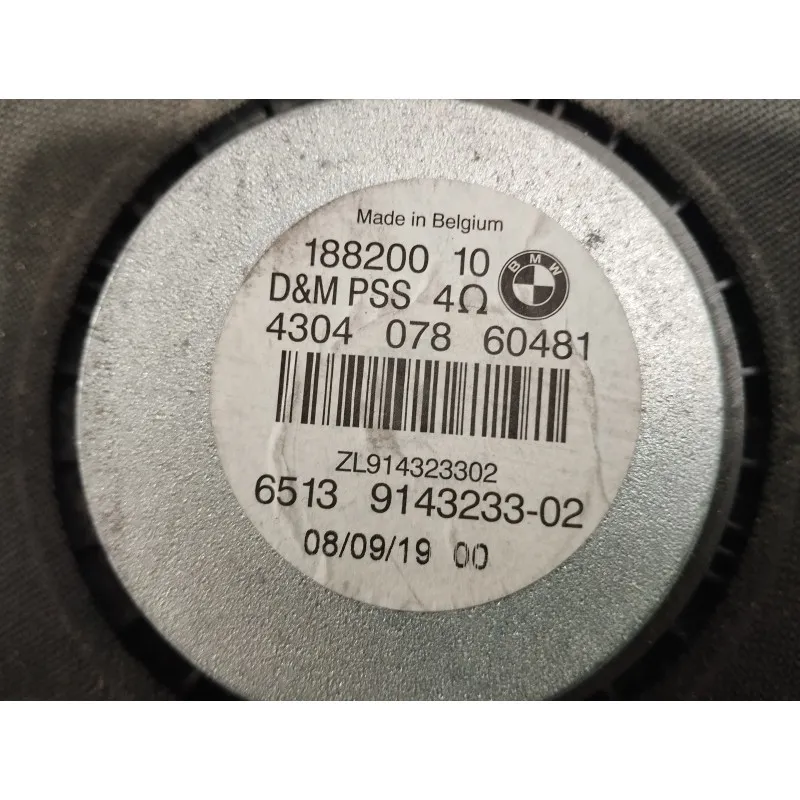 Made in Belgium
188200 10
BMW
D&M PSS 4Ω
4304 078 60481
ZL914323302
6513 9143233-02
08/09/19 00